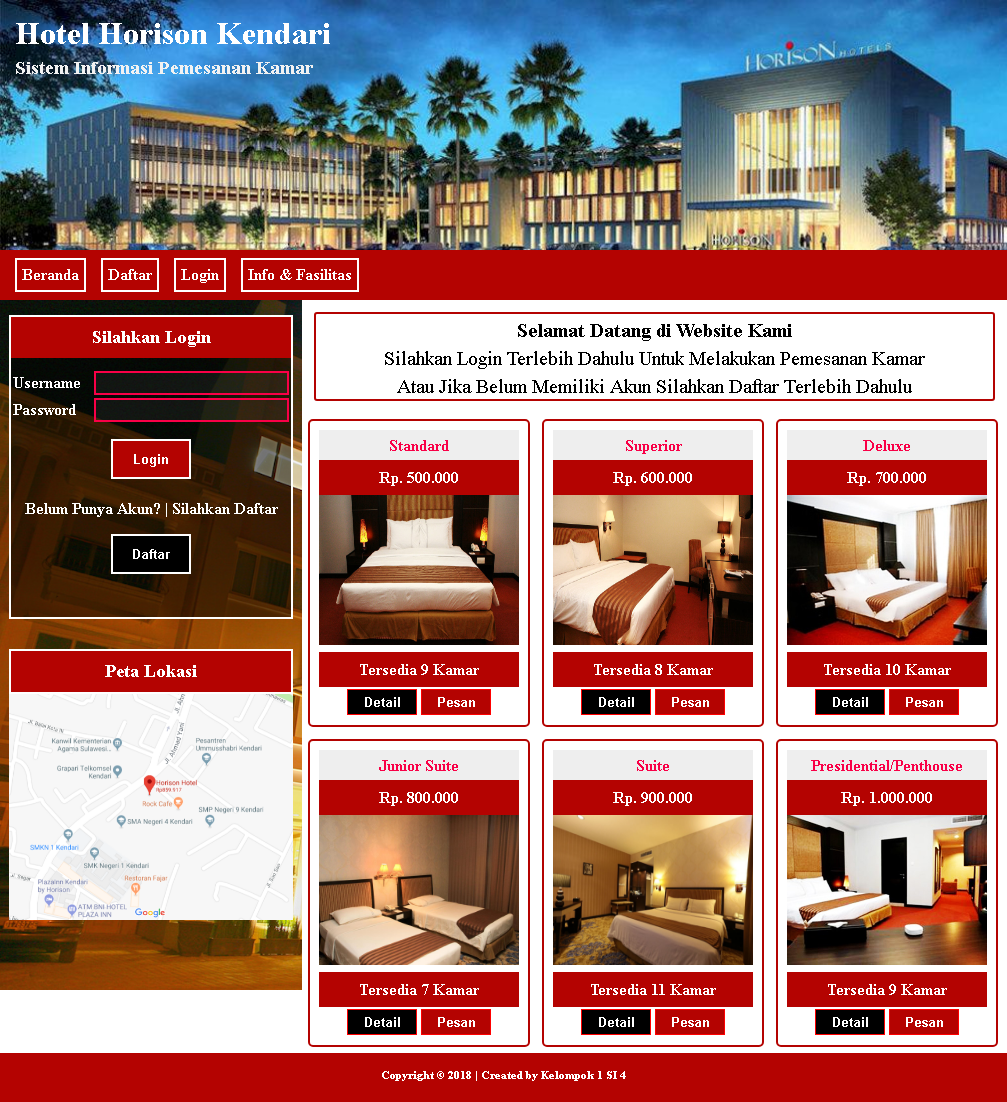 Hotel Horison Kendari
Sistem Informasi Pemesanan Kamar
HORISON HOTELS
HORISON
Beranda
Daftar
Login
Info & Fasilitas
Silahkan Login
Username
Password
Login
Belum Punya Akun? | Silahkan Daftar
Daftar
Peta Lokasi
Jl. Ahmad Yani
Kanwil Kementerian
Agama Sulawesi...
Pesantren
Ummusshabri Kendari
Grapari Telkomsel
Kendari
Horison Hotel
Rp859.917
Rock Cafe
SMP Negeri 9 Kendari
SMA Negeri 4 Kendari
SMKN 1 Kendari
SMK Negeri 1 Kendari
Restoran Fajar
Plazainn Kendari
by Horison
ATM BNI HOTEL
PLAZA INN
Google
Selamat Datang di Website Kami
Silahkan Login Terlebih Dahulu Untuk Melakukan Pemesanan Kamar
Atau Jika Belum Memiliki Akun Silahkan Daftar Terlebih Dahulu
Standard
Rp. 500.000
Tersedia 9 Kamar
Detail Pesan
Superior
Rp. 600.000
Tersedia 8 Kamar
Detail Pesan
Deluxe
Rp. 700.000
Tersedia 10 Kamar
Detail Pesan
Junior Suite
Rp. 800.000
Tersedia 7 Kamar
Detail Pesan
Suite
Rp. 900.000
Tersedia 11 Kamar
Detail Pesan
Presidential/Penthouse
Rp. 1.000.000
Tersedia 9 Kamar
Detail Pesan
Copyright © 2018 | Created by Kelompok 1 SI 4